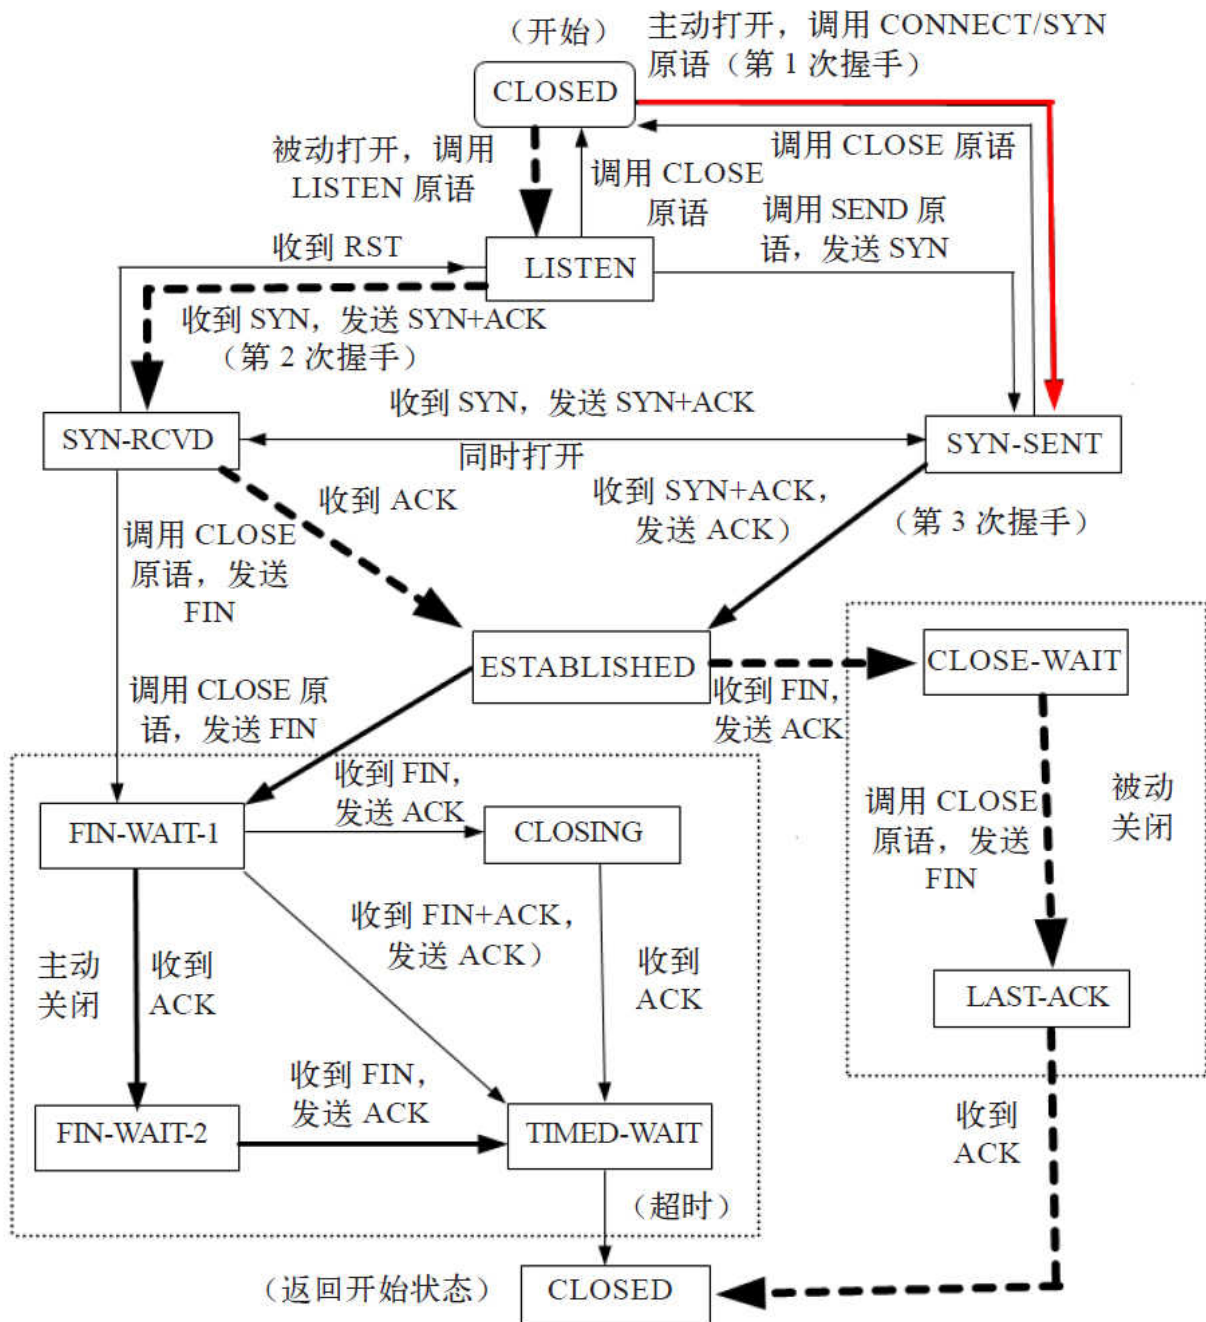 （开始）
主动打开，调用 CONNECT/SYN
原语（第 1 次握手）
CLOSED
被动打开，调用
LISTEN 原语
调用 CLOSE
原语
调用 CLOSE 原语
调用 SEND 原
语，发送 SYN
收到 RST
LISTEN
收到 SYN，发送 SYN+ACK
（第 2 次握手）
收到 SYN，发送 SYN+ACK
同时打开
SYN-RCVD
SYN-SENT
收到 ACK
收到 SYN+ACK，
发送 ACK）
（第 3 次握手）
调用 CLOSE
原语，发送
FIN
ESTABLISHED
CLOSE-WAIT
收到 FIN，
发送 ACK
调用 CLOSE 原
语，发送 FIN
收到 FIN，
发送 ACK
FIN-WAIT-1
CLOSING
调用 CLOSE
原语，发送
FIN
被动
关闭
收到 FIN+ACK，
发送 ACK）
主动
关闭
收到
ACK
收到
ACK
LAST-ACK
收到 FIN，
发送 ACK
FIN-WAIT-2
TIMED-WAIT
收到
ACK
（超时）
（返回开始状态）
CLOSED